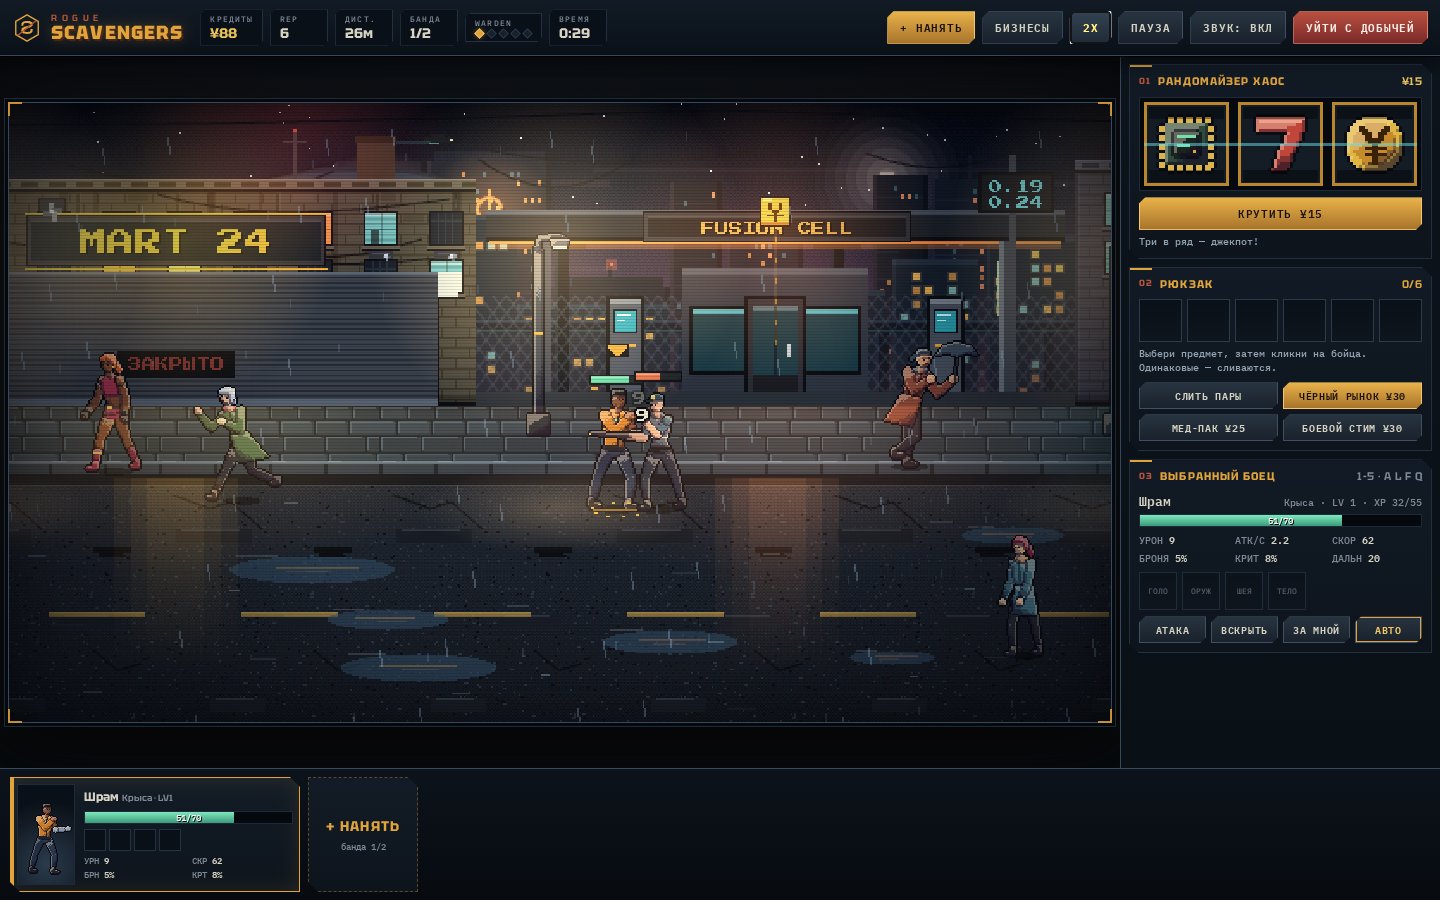 ROGUE
SCAVENGERS
КРЕДИТЫ
¥88
REP
6
ДИСТ.
26м
БАНДА
1/2
WARDEN
ВРЕМЯ
0:29
+ НАНЯТЬ
БИЗНЕСЫ
2X
ПАУЗА
ЗВУК: ВКЛ
УЙТИ С ДОБЫЧЕЙ
MART 24
ЗАКРЫТО
FUSION CELL
0.19
0.24
9
9
01 РАНДОМАЙЗЕР ХАОС ¥15
7
КРУТИТЬ ¥15
Три в ряд — джекпот!
02 РЮКЗАК 0/6
Выбери предмет, затем кликни на бойца.
Одинаковые — сливаются.
СЛИТЬ ПАРЫ
ЧЁРНЫЙ РЫНОК ¥30
МЕД-ПАК ¥25
БОЕВОЙ СТИМ ¥30
03 ВЫБРАННЫЙ БОЕЦ 1-5 · A L F Q
Шрам Крыса · LV 1 · XP 32/55
51/70
УРОН 9 АТК/С 2.2 СКОР 62
БРОНЯ 5% КРИТ 8% ДАЛЬН 20
ГОЛО ОРУЖ ШЕЯ ТЕЛО
АТАКА ВСКРЫТЬ ЗА МНОЙ АВТО
Шрам Крыса · LV1
51/70
УРН 9 СКР 62
БРН 5% КРТ 8%
+ НАНЯТЬ
банда 1/2